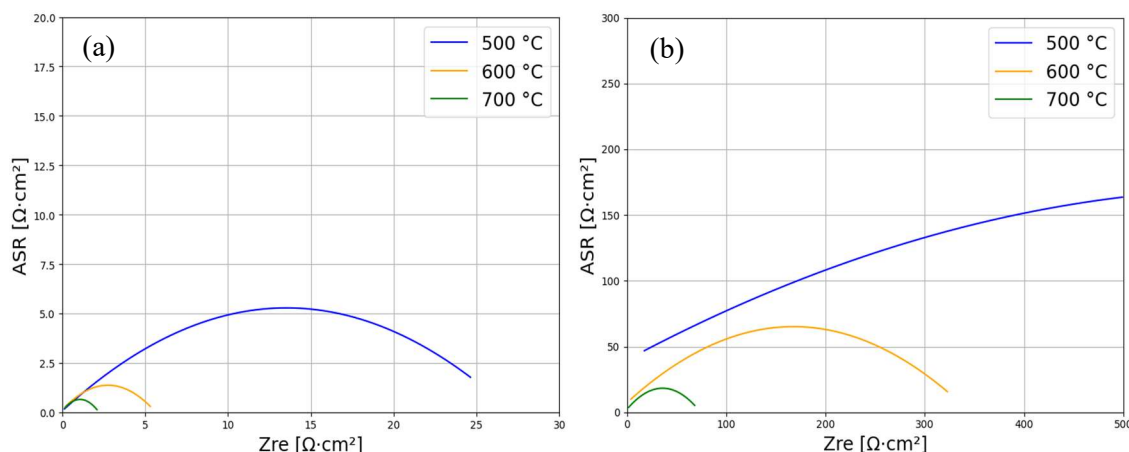 (a)
500 °C
600 °C
700 °C
20.0
17.5
15.0
12.5
10.0
7.5
5.0
2.5
0.0
ASR [Ω·cm²]
0 5 10 15 20 25 30
Zre [Ω·cm²]
(b)
500 °C
600 °C
700 °C
300
250
200
150
100
50
0
ASR [Ω·cm²]
0 100 200 300 400 500
Zre [Ω·cm²]